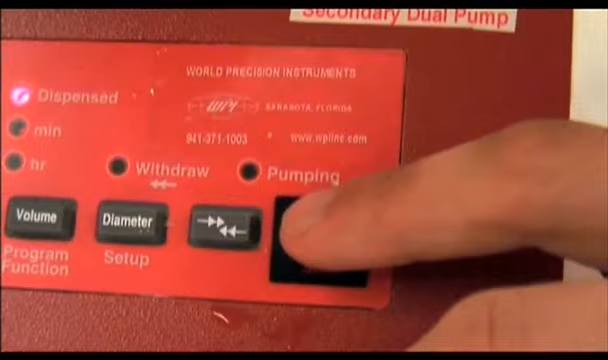 Secondary Dual Pump
WORLD PRECISION INSTRUMENTS
WPI SARASOTA, FLORIDA
941-371-1003 • www.wpiinc.com
Dispensed
min
hr
Withdraw
Pumping
Volume
Diameter
Program
Function
Setup